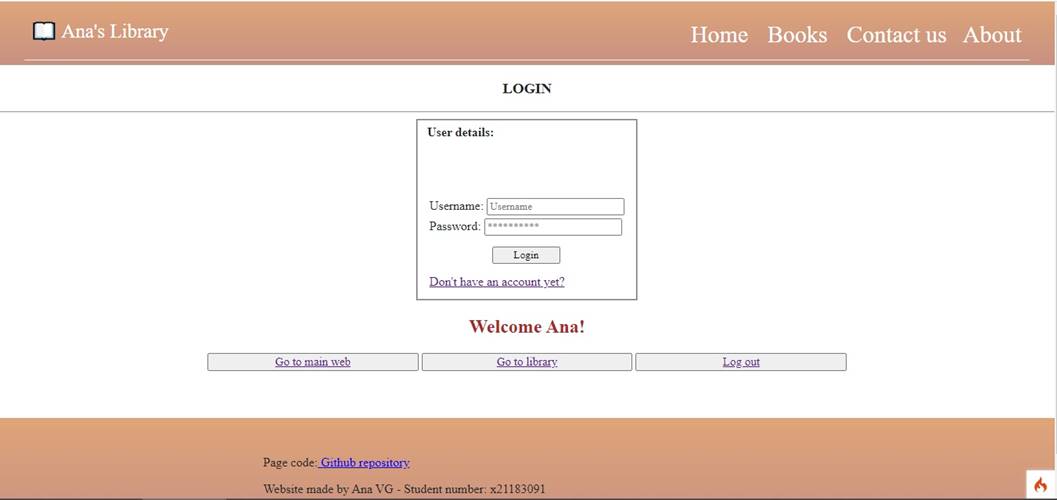 Ana's Library
Home Books Contact us About
LOGIN
User details:
Username: Username
Password: **********
Login
Don't have an account yet?
Welcome Ana!
Go to main web
Go to library
Log out
Page code: Github repository
Website made by Ana VG - Student number: x21183091